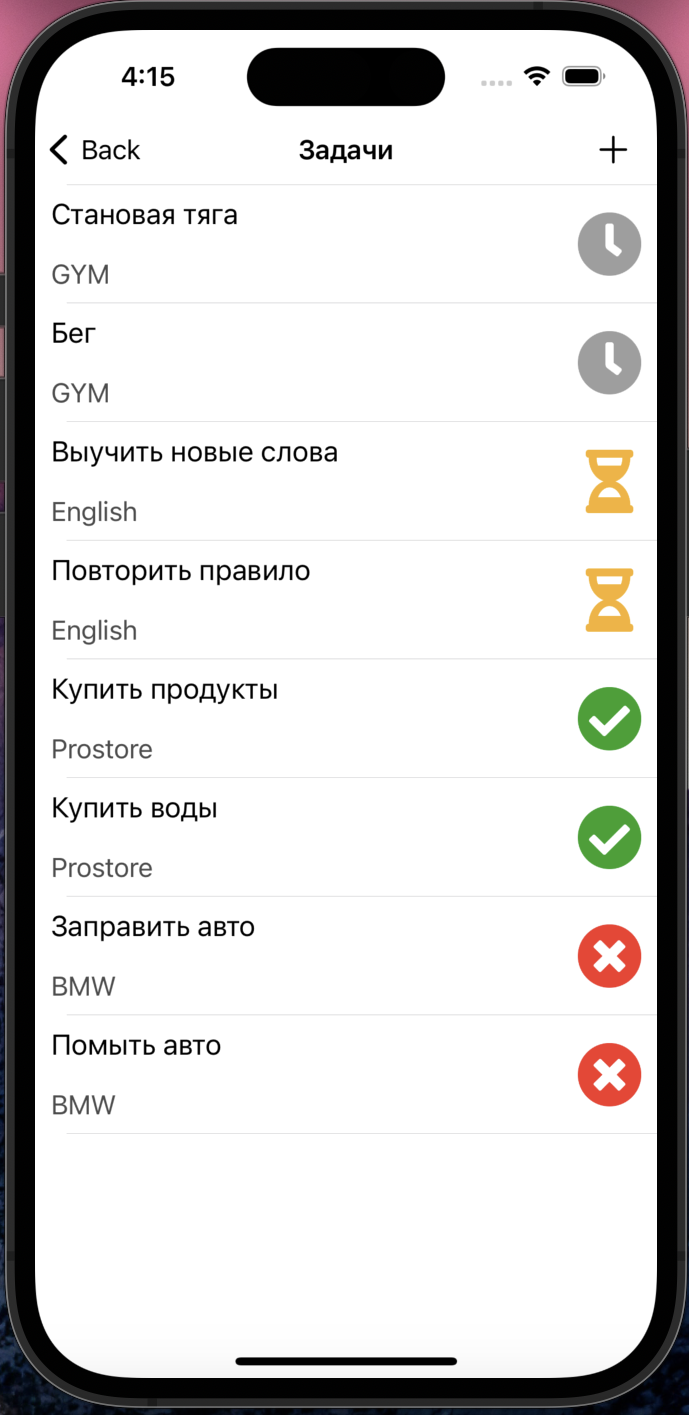 4:15
Back
Задачи
Становая тяга
GYM
Бег
GYM
Выучить новые слова
English
Повторить правило
English
Купить продукты
Prostore
Купить воды
Prostore
Заправить авто
BMW
Помыть авто
BMW